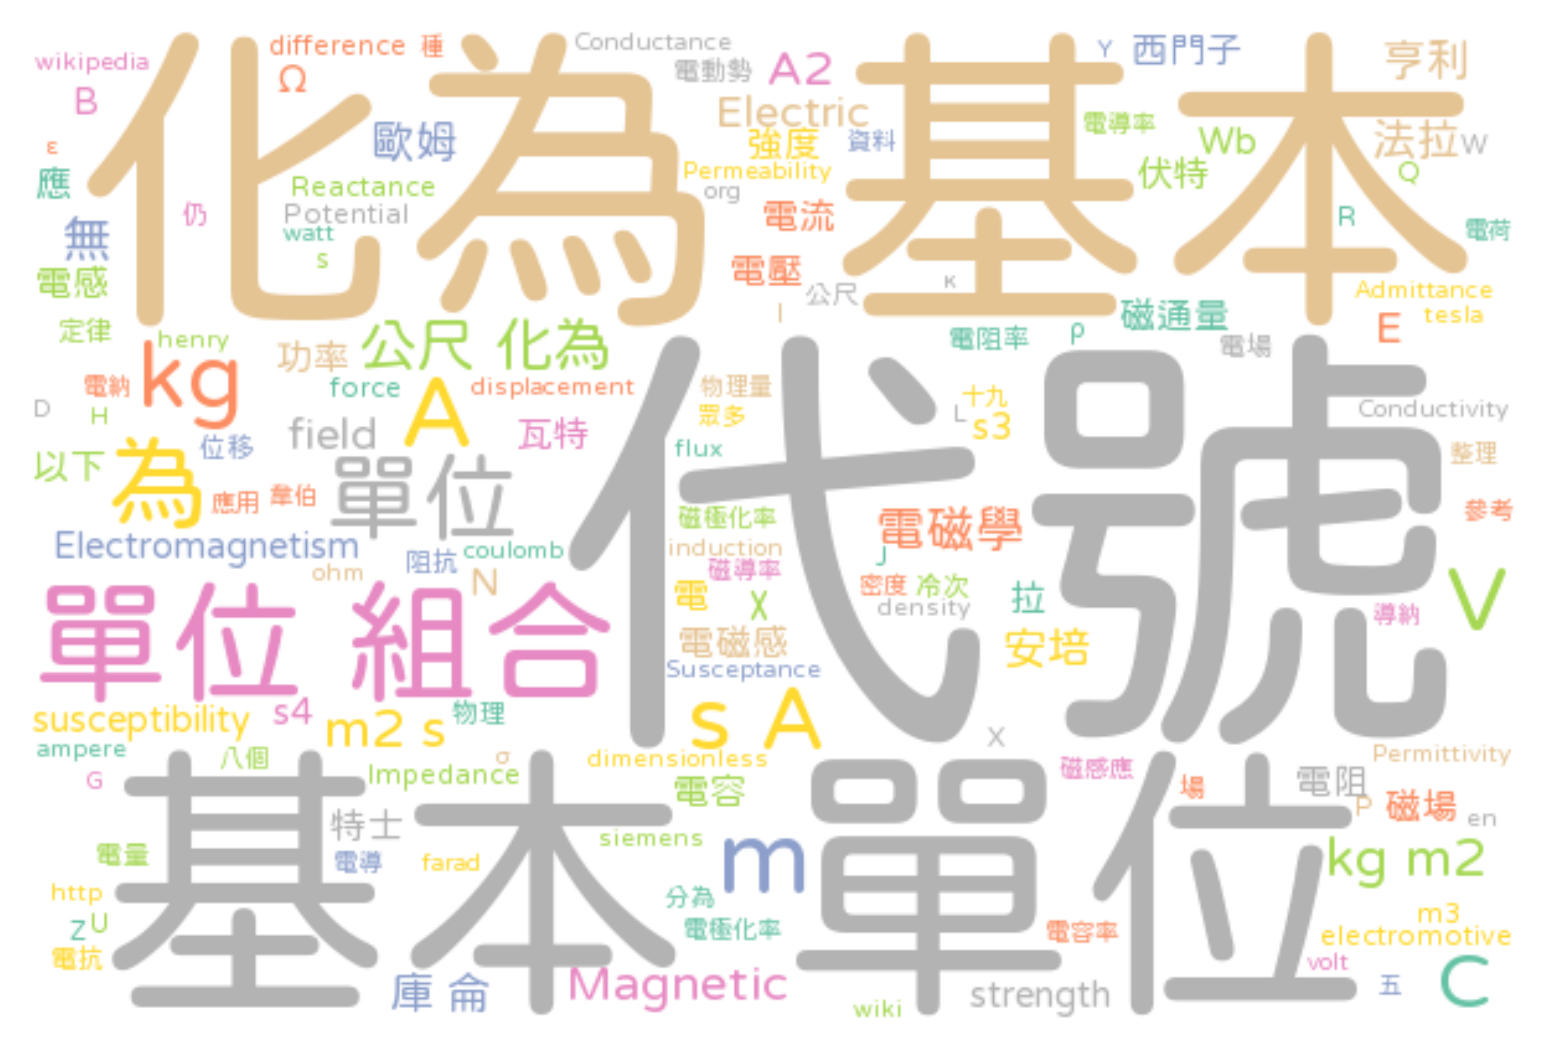 wikipedia
difference
種
Conductance
電動勢
A2
Y
西門子
亨利
B
Ω
化為基本
Electric
電導率
Wb
法拉
W
ε
歐姆
強度
資料
伏特
Q
應
Reactance
Permeability
org
仍
Potential
電流
R
電荷
無
watt
s
電壓
公尺
κ
電感
I
磁通量
Admittance
tesla
定律
henry
功率
公尺 化為
電阻率
ρ
電場
E
電納
kg
force
displacement
物理量
十九
D
H
A
眾多
L
s3
Conductivity
位移
field
瓦特
flux
代號
整理
以下
為
應用
韋伯
單位
磁極化率
電磁學
參考
Electromagnetism
阻抗
coulomb
induction
J
ohm
N
磁導率
密度
冷次
單位 組合
電
X
density
拉
導納
V
電磁感
安培
Susceptance
susceptibility
s4
m2 s
物理
s A
X
ampere
八個
σ
dimensionless
磁感應
Permittivity
G
Impedance
電容
場
電阻
P
磁場
en
基本單位
特士
siemens
m
kg m2
電量
電導
farad
http
分為
m3
Z
U
電極化率
電容率
electromotive
電抗
volt
庫 侖
Magnetic
wiki
strength
五
C